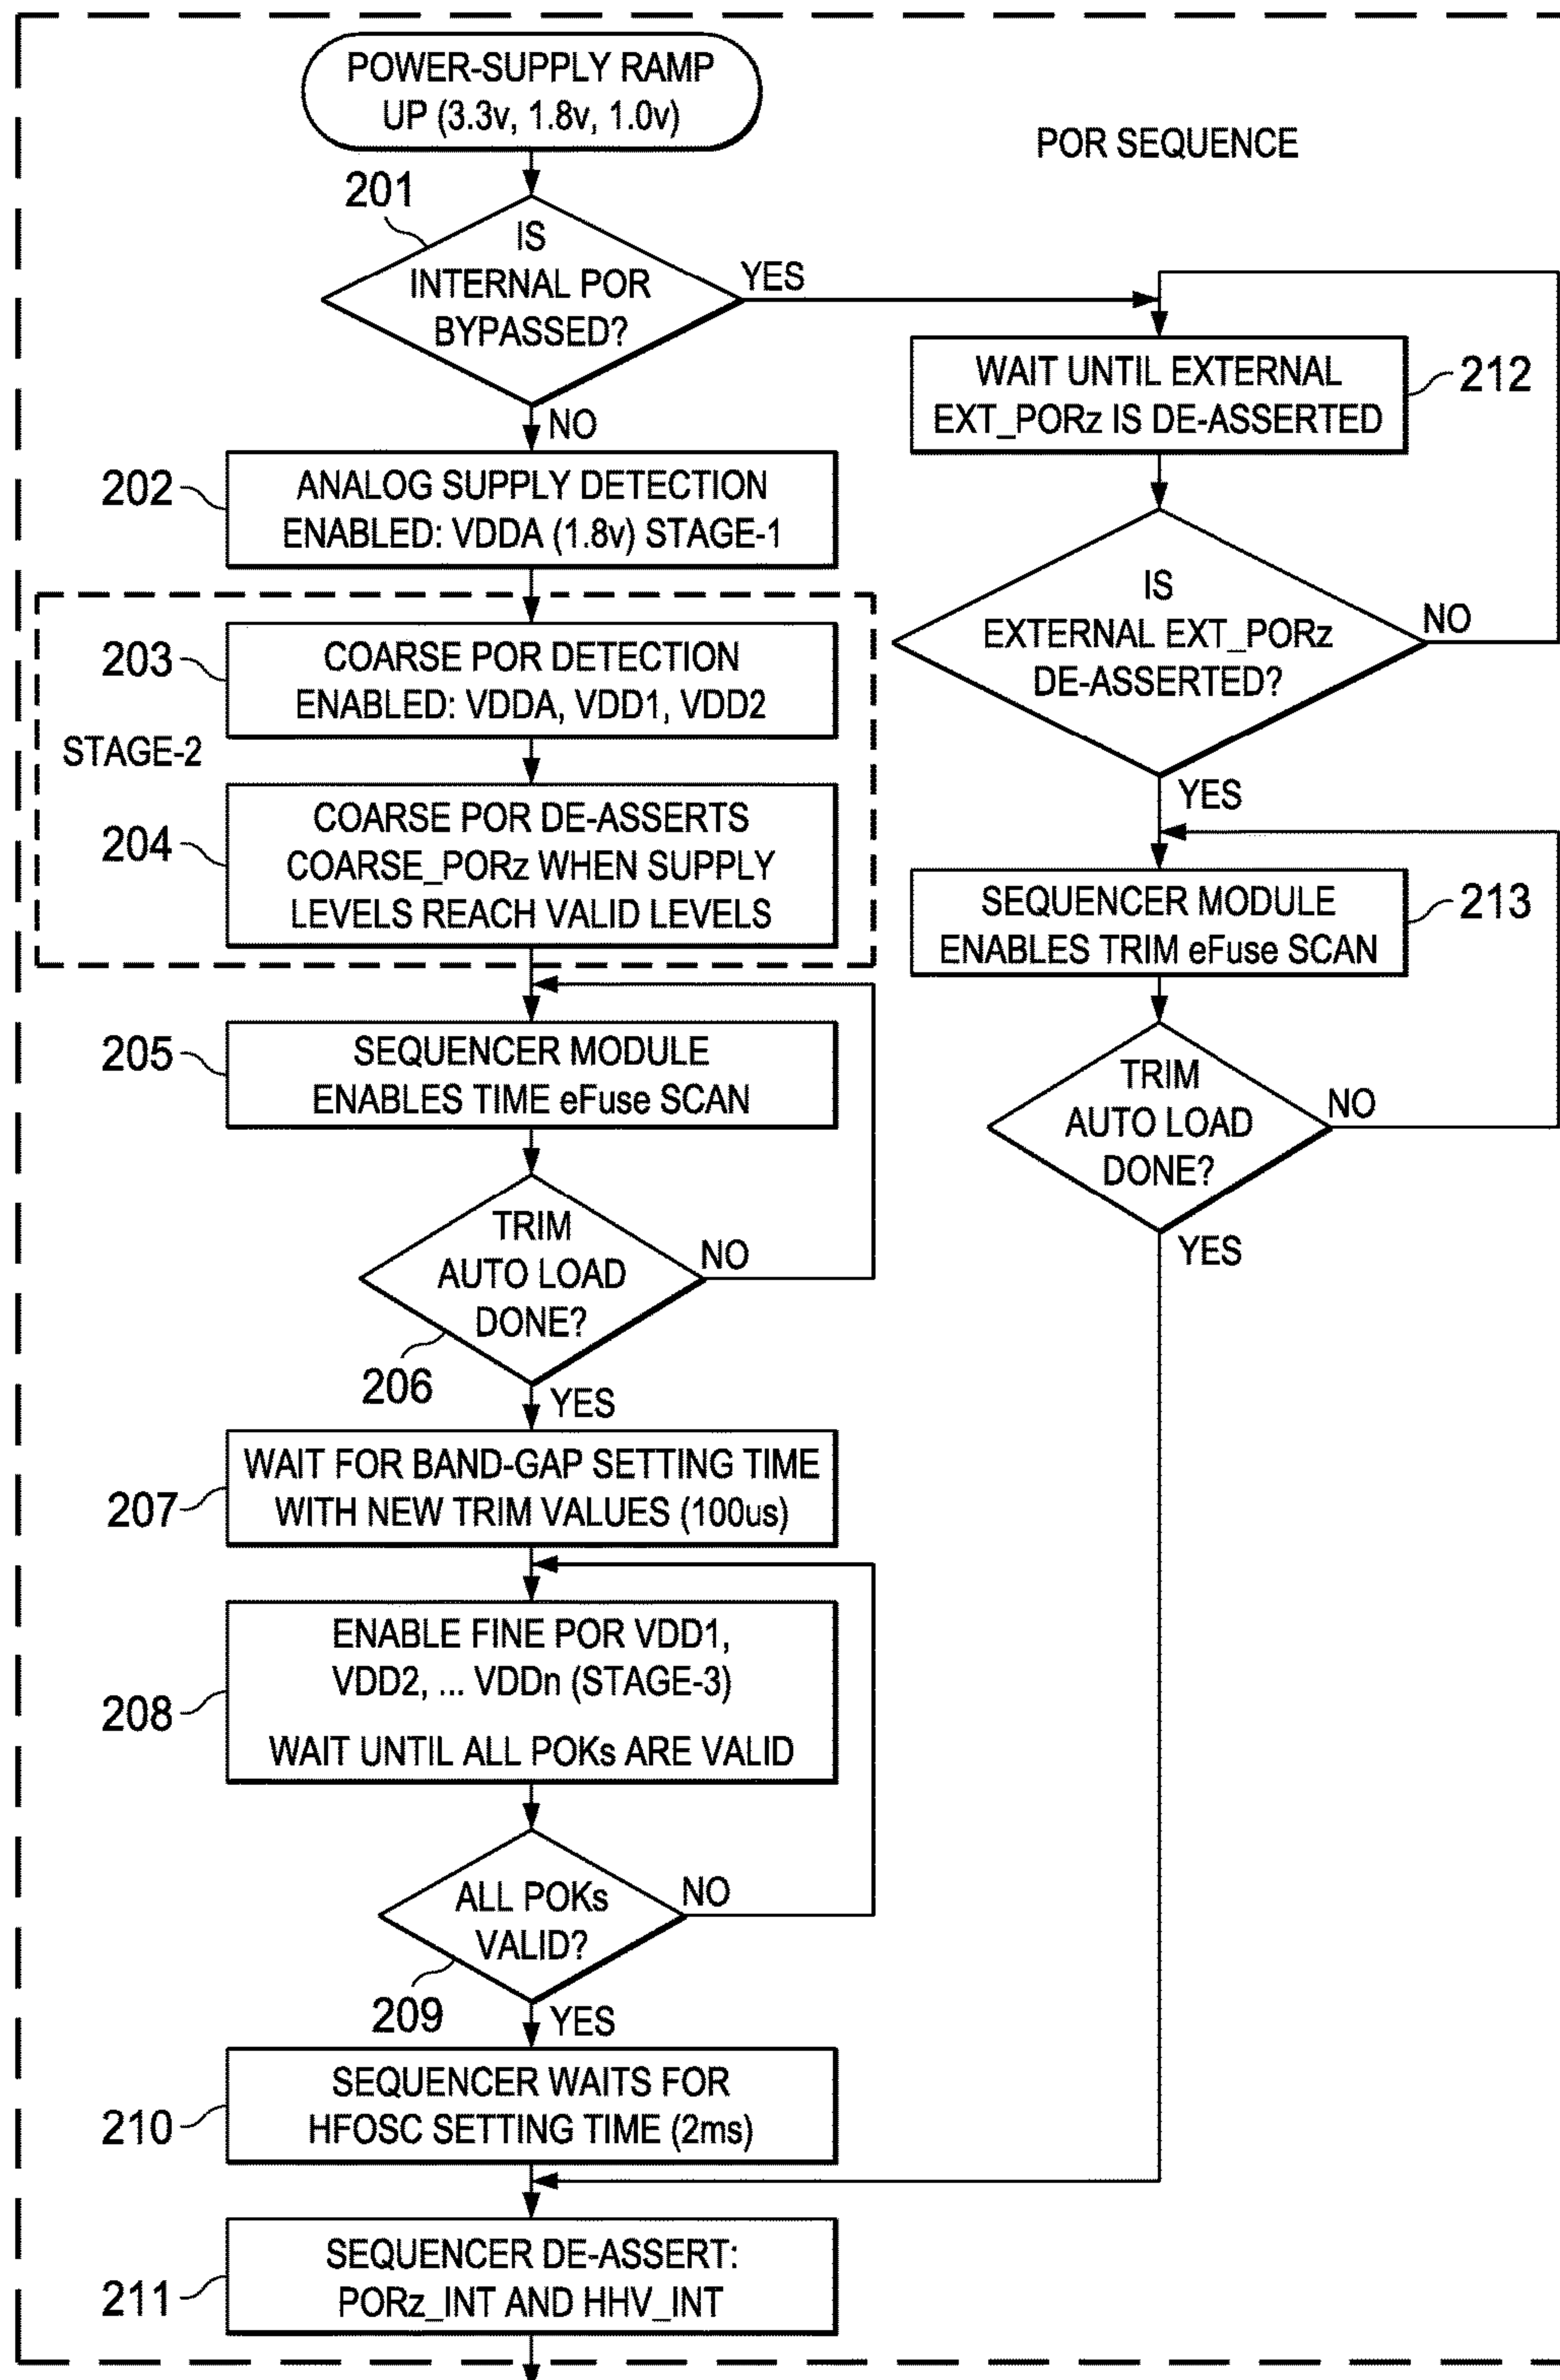 POWER-SUPPLY RAMP
UP (3.3v, 1.8v, 1.0v)
POR SEQUENCE
201
IS
INTERNAL POR
BYPASSED?
YES
NO
202
ANALOG SUPPLY DETECTION
ENABLED: VDDA (1.8v) STAGE-1
STAGE-2
203
COARSE POR DETECTION
ENABLED: VDDA, VDD1, VDD2
204
COARSE POR DE-ASSERTS
COARSE_PORz WHEN SUPPLY
LEVELS REACH VALID LEVELS
205
SEQUENCER MODULE
ENABLES TIME eFuse SCAN
TRIM
AUTO LOAD
DONE?
NO
206
YES
207
WAIT FOR BAND-GAP SETTING TIME
WITH NEW TRIM VALUES (100us)
208
ENABLE FINE POR VDD1,
VDD2, ... VDDn (STAGE-3)
WAIT UNTIL ALL POKs ARE VALID
ALL POKs
VALID?
NO
209
YES
210
SEQUENCER WAITS FOR
HFOSC SETTING TIME (2ms)
211
SEQUENCER DE-ASSERT:
PORz_INT AND HHV_INT
WAIT UNTIL EXTERNAL
EXT_PORz IS DE-ASSERTED
212
IS
EXTERNAL EXT_PORz
DE-ASSERTED?
NO
YES
SEQUENCER MODULE
ENABLES TRIM eFuse SCAN
213
TRIM
AUTO LOAD
DONE?
NO
YES